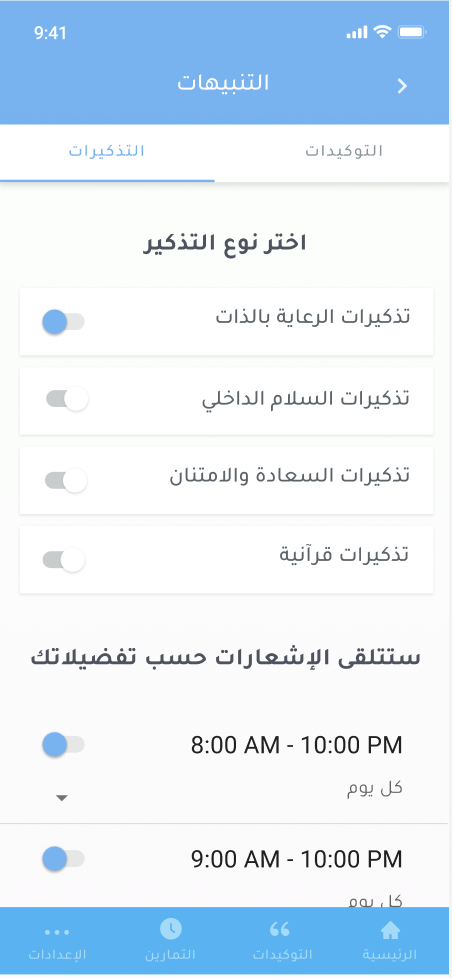 9:41
التنبيهات
التوكيدات
التذكيرات
اختر نوع التذكير
تذكيرات الرعاية بالذات
تذكيرات السلام الداخلي
تذكيرات السعادة والامتنان
تذكيرات قرآنية
ستتلقى الإشعارات حسب تفضيلاتك
8:00 AM - 10:00 PM
كل يوم
9:00 AM - 10:00 PM
كل يوم
الرئيسية
التوكيدات
التمارين
الإعدادات